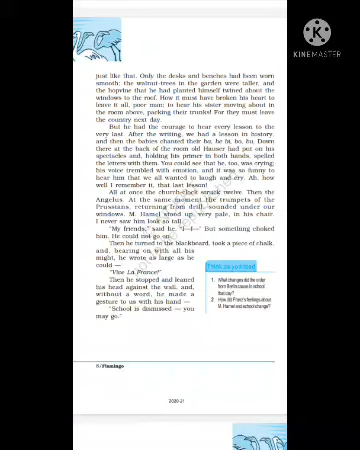 KINEMASTER
just like that. Only the desks and benches had been worn
smooth; the walnut-trees in the garden were taller, and
the hopvine that he had planted himself twined about the
windows to the roof. How it must have broken his heart to
leave it all, poor man; to hear his sister moving about in
the room above, packing their trunks! For they must leave
the country next day.
But he had the courage to hear every lesson to the
very last. After the writing, we had a lesson in history,
and then the babies chanted their ba, be bi, bo, bu. Down
there at the back of the room old Hauser had put on his
spectacles and, holding his primer in both hands, spelled
the letters with them. You could see that he, too, was crying;
his voice trembled with emotion, and it was so funny to
hear him that we all wanted to laugh and cry. Ah, how
well I remember it, that last lesson!
All at once the church-clock struck twelve. Then the
Angelus. At the same moment the trumpets of the
Prussians, returning from drill, sounded under our
windows. M. Hamel stood up, very pale, in his chair.
I never saw him look so tall.
"My friends," said he, "I—I—" But something choked
him. He could not go on.
Then he turned to the blackboard, took a piece of chalk,
and, bearing on with all his
might, he wrote as large as he
could —
"Vive La France!"
Then he stopped and leaned
his head against the wall, and,
without a word, he made a
gesture to us with his hand —
"School is dismissed — you
may go."
Think as you read
1. What changes did the order
from Berlin cause in school
that day?
2. How did Franz's feelings about
M. Hamel and school change?
8/Flamingo
2020-21